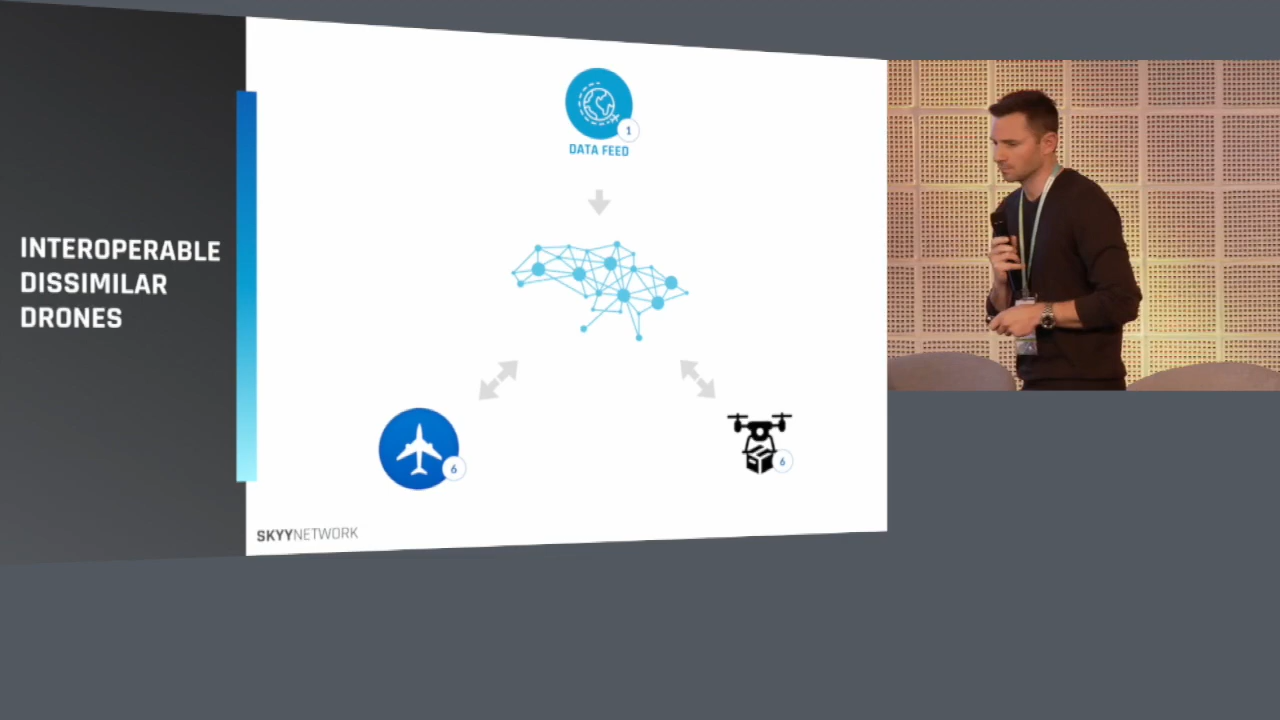 INTEROPERABLE
DISSIMILAR
DRONES
1
DATA FEED
6
6
SKYYNETWORK